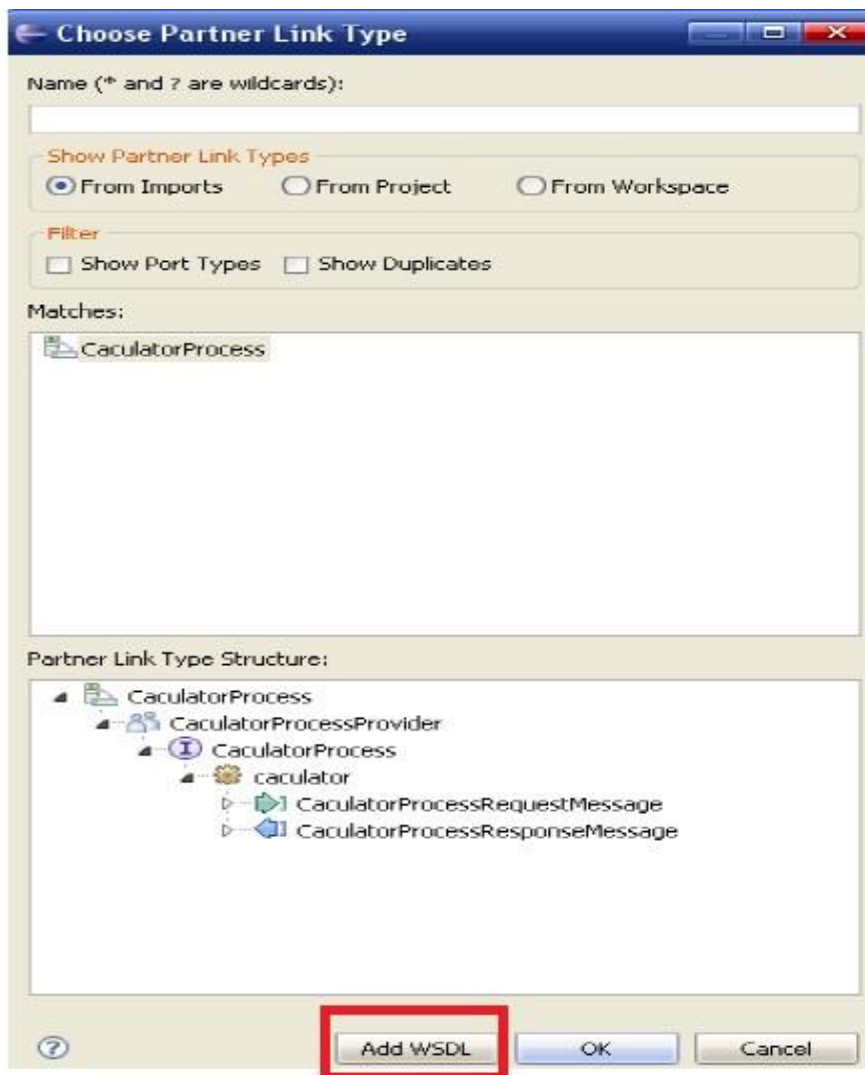 Choose Partner Link Type
Name (* and ? are wildcards):
Show Partner Link Types
From Imports From Project From Workspace
Filter
Show Port Types Show Duplicates
Matches:
CaculatorProcess
Partner Link Type Structure:
CaculatorProcess
CaculatorProcessProvider
CaculatorProcess
caculator
CaculatorProcessRequestMessage
CaculatorProcessResponseMessage
Add WSDL OK Cancel